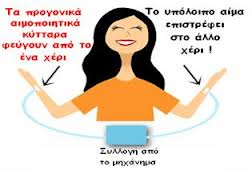 Τα προγονικά
αιμοποιητικά
κύτταρα
φεύγουν από το
ένα χέρι
Το υπόλοιπο αίμα
επιστρέφει
στο άλλο
χέρι !
Συλλογη από
το μηχάνημα